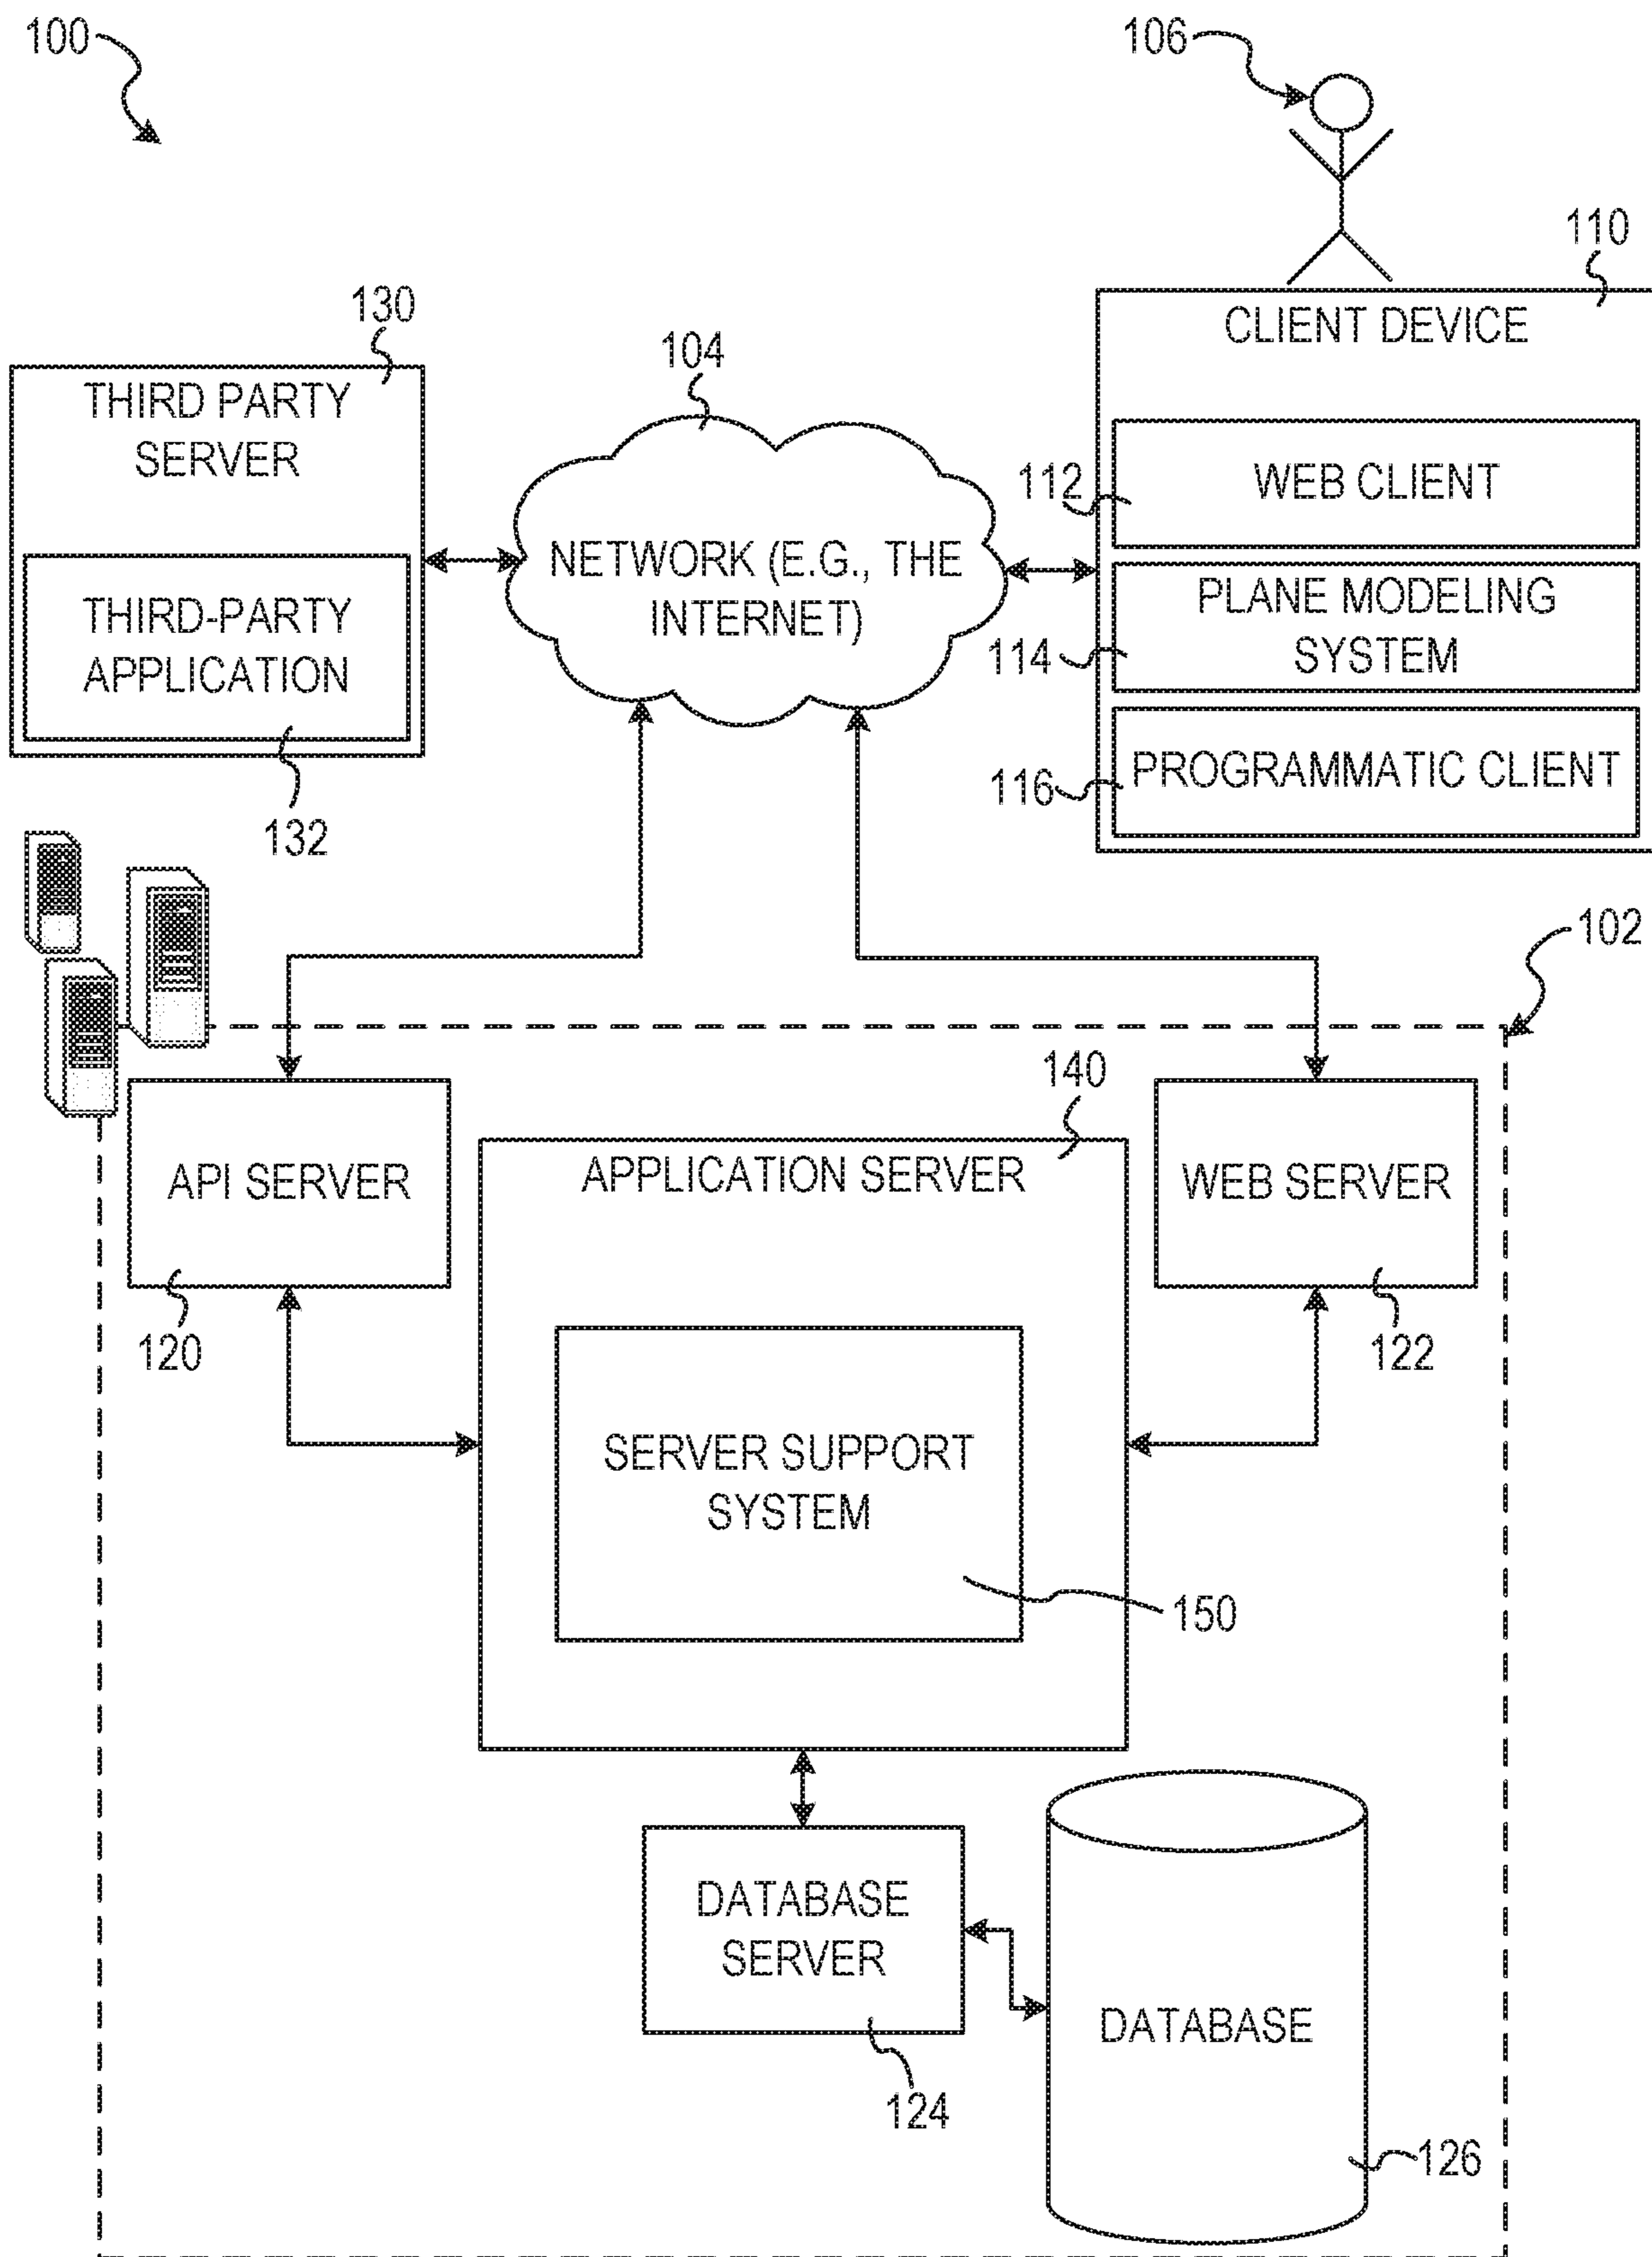 100
106
110
CLIENT DEVICE
130
THIRD PARTY
SERVER
104
112
WEB CLIENT
NETWORK (E.G., THE
INTERNET)
THIRD-PARTY
APPLICATION
114
PLANE MODELING
SYSTEM
116
PROGRAMMATIC CLIENT
132
102
140
API SERVER
APPLICATION SERVER
WEB SERVER
120
122
SERVER SUPPORT
SYSTEM
150
DATABASE
SERVER
DATABASE
124
126